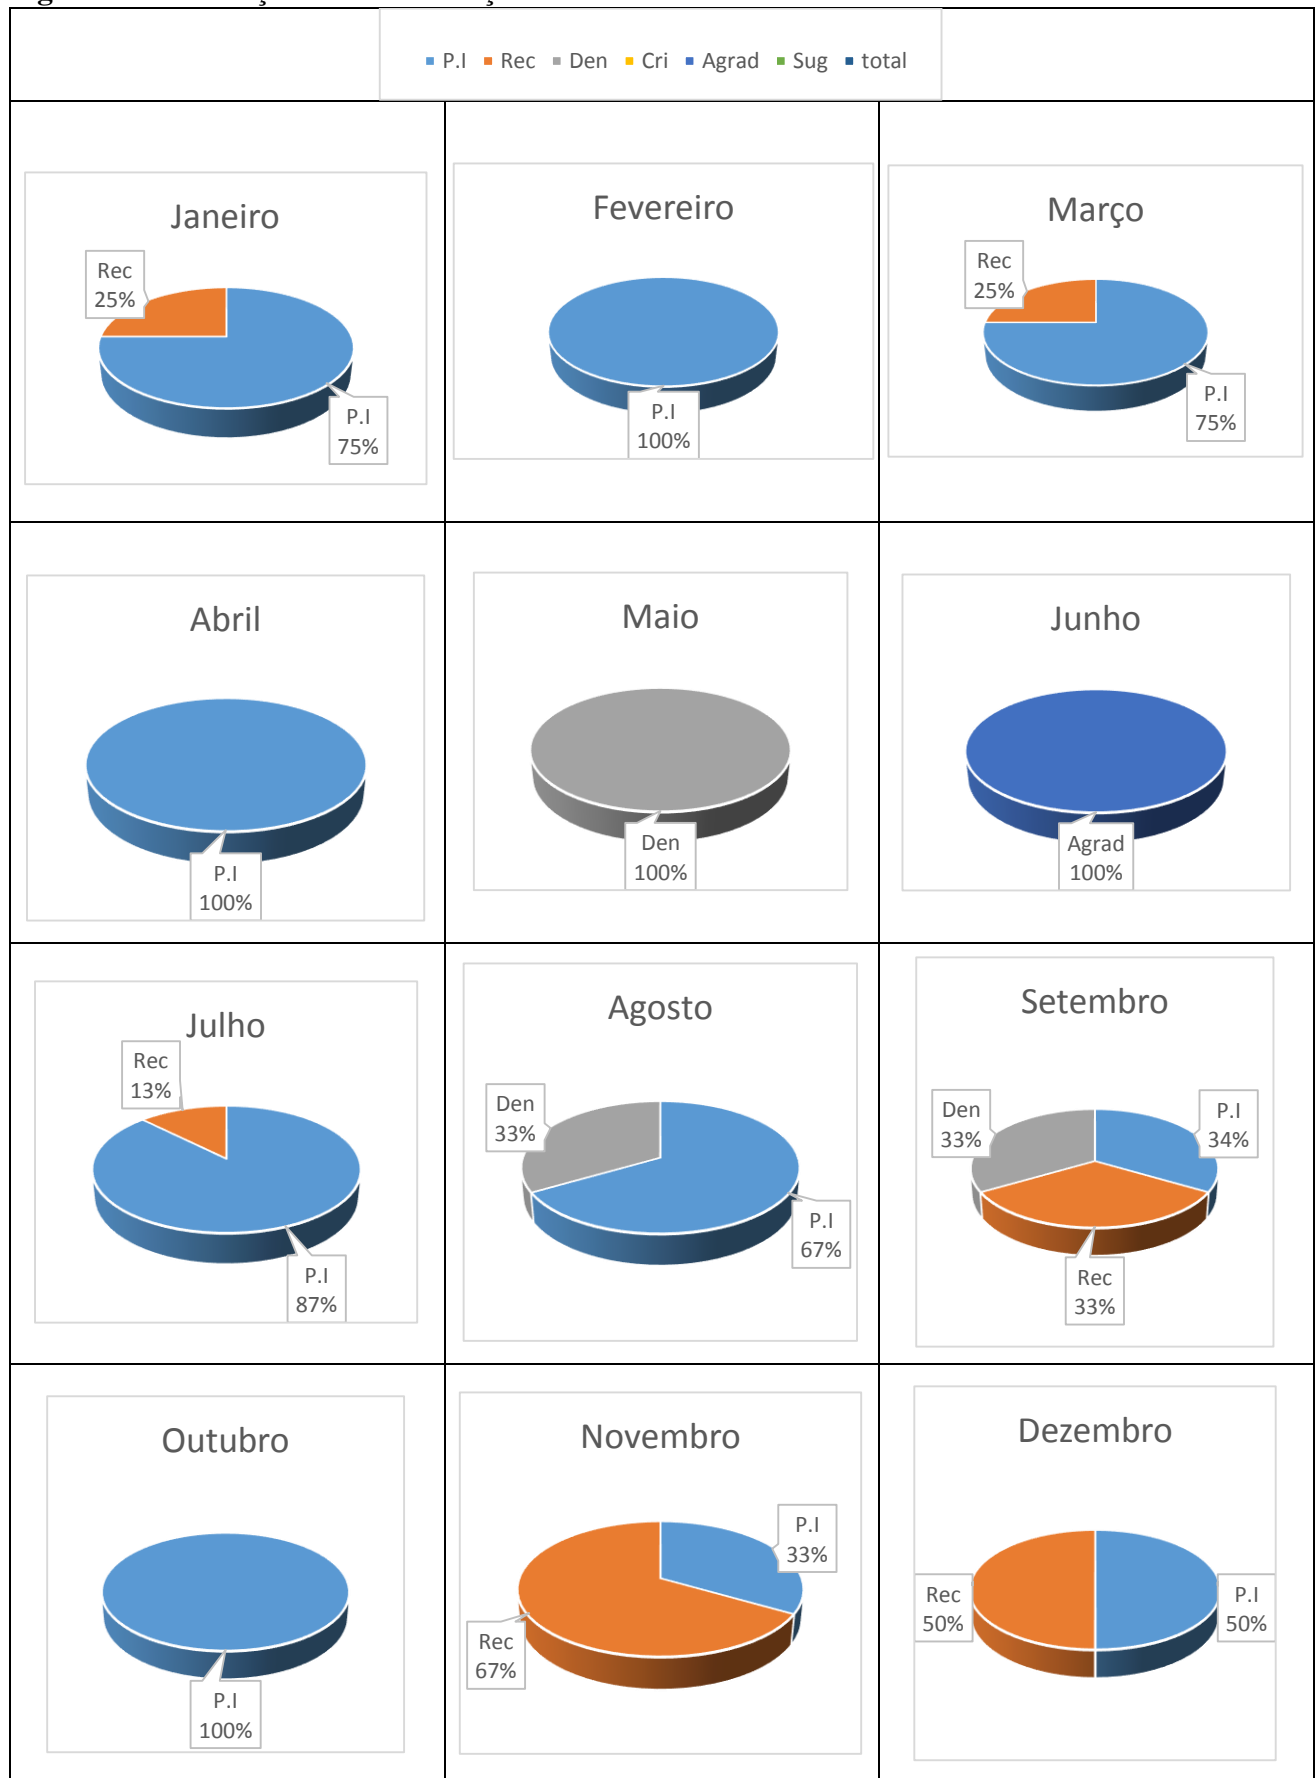 P.I Rec Den Cri Agrad Sug total
Janeiro
Rec
25%
P.I
75%
Fevereiro
P.I
100%
Março
Rec
25%
P.I
75%
Abril
P.I
100%
Maio
Den
100%
Junho
Agrad
100%
Julho
Rec
13%
P.I
87%
Agosto
Den
33%
P.I
67%
Setembro
Den
33%
P.I
34%
Rec
33%
Outubro
P.I
100%
Novembro
P.I
33%
Rec
67%
Dezembro
Rec
50%
P.I
50%